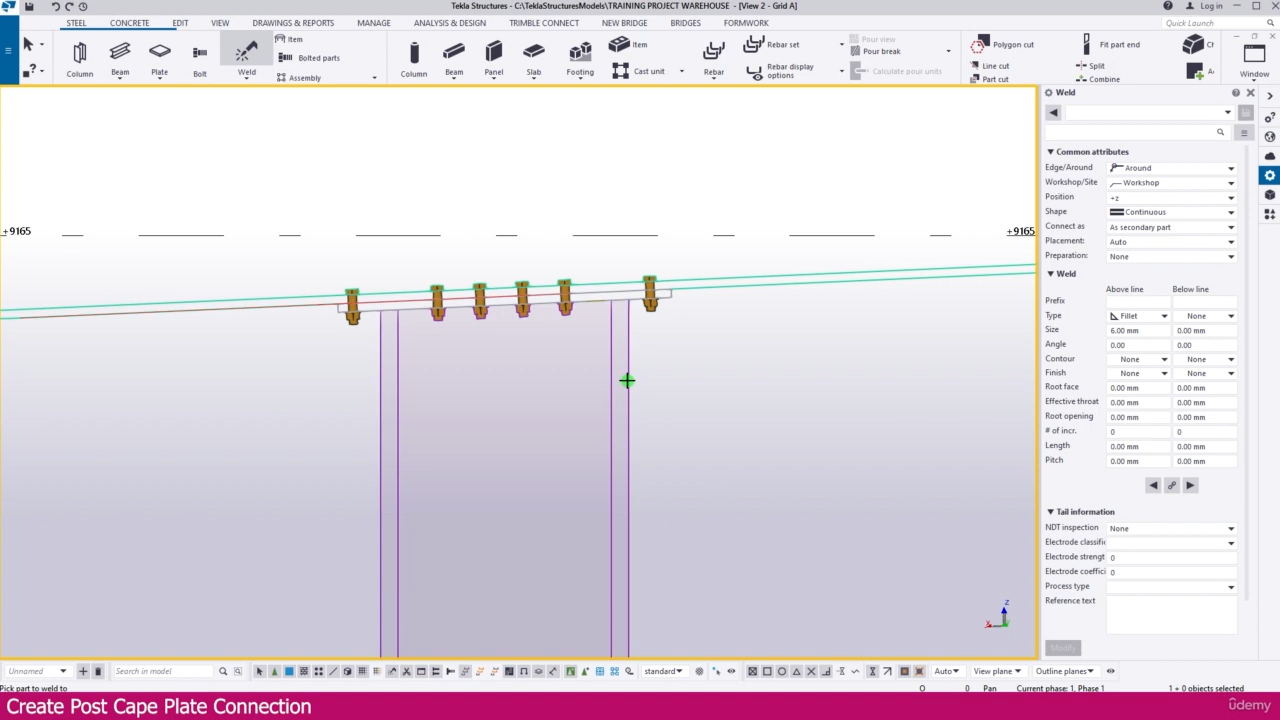 Tekla Structures - C:\TeklaStructuresModels\TRAINING PROJECT WAREHOUSE - [View 2 - Grid A]
Log in
STEEL CONCRETE EDIT VIEW DRAWINGS & REPORTS MANAGE ANALYSIS & DESIGN TRIMBLE CONNECT NEW BRIDGE BRIDGES FORMWORK
Quick Launch
Column Beam Plate Bolt Weld
Item
Bolted parts
Assembly
Column Beam Panel Slab Footing
Item
Cast unit
Rebar
Rebar set
Rebar display options
Pour view
Pour break
Calculate pour units
Polygon cut
Line cut
Part cut
Fit part end
Split
Combine
Window
Weld
Common attributes
Edge/Around Around
Workshop/Site Workshop
Position +z
Shape Continuous
Connect as As secondary part
Placement: Auto
Preparation: None
Weld
Above line Below line
Prefix
Type Fillet None
Size 6.00 mm 0.00 mm
Angle 0.00 0.00
Contour None None
Finish None None
Root face 0.00 mm 0.00 mm
Effective throat 0.00 mm 0.00 mm
Root opening 0.00 mm 0.00 mm
# of incr. 0 0
Length 0.00 mm 0.00 mm
Pitch 0.00 mm 0.00 mm
Tail information
NDT inspection None
Electrode classifi
Electrode strengt 0
Electrode coeffici 0
Process type
Reference text
Modify
+9165 +9165
z
x
Unnamed Search in model standard Auto View plane Outline planes
Pick part to weld to O 0 Pan Current phase: 1, Phase 1 1 + 0 objects selected
Create Post Cape Plate Connection
ûdemy